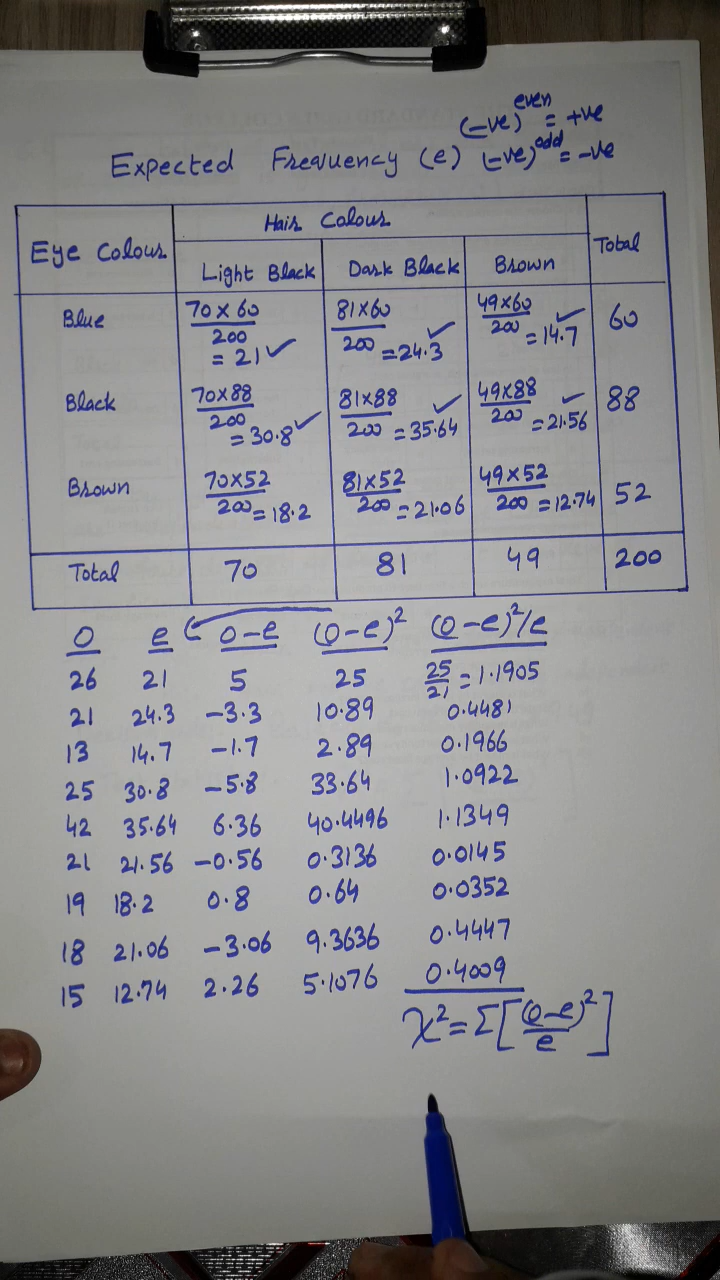 (-ve)^even = +ve
Expected Frequency (e) (-ve)^odd = -ve
Eye Colour Hair Colour Total
Light Black Dark Black Brown
Blue 70×60/200 = 21 ✓ 81×60/200 = 24.3 ✓ 49×60/200 = 14.7 ✓ 60
Black 70×88/200 = 30.8 ✓ 81×88/200 = 35.64 ✓ 49×88/200 = 21.56 ✓ 88
Brown 70×52/200 = 18.2 81×52/200 = 21.06 49×52/200 = 12.74 52
Total 70 81 49 200
O e o-e (o-e)² (o-e)²/e
26 21 5 25 25/21 = 1.1905
21 24.3 -3.3 10.89 0.4481
13 14.7 -1.7 2.89 0.1966
25 30.8 -5.8 33.64 1.0922
42 35.64 6.36 40.4496 1.1349
21 21.56 -0.56 0.3136 0.0145
19 18.2 0.8 0.64 0.0352
18 21.06 -3.06 9.3636 0.4447
15 12.74 2.26 5.1076 0.4009
χ² = Σ[(o-e)²/e]